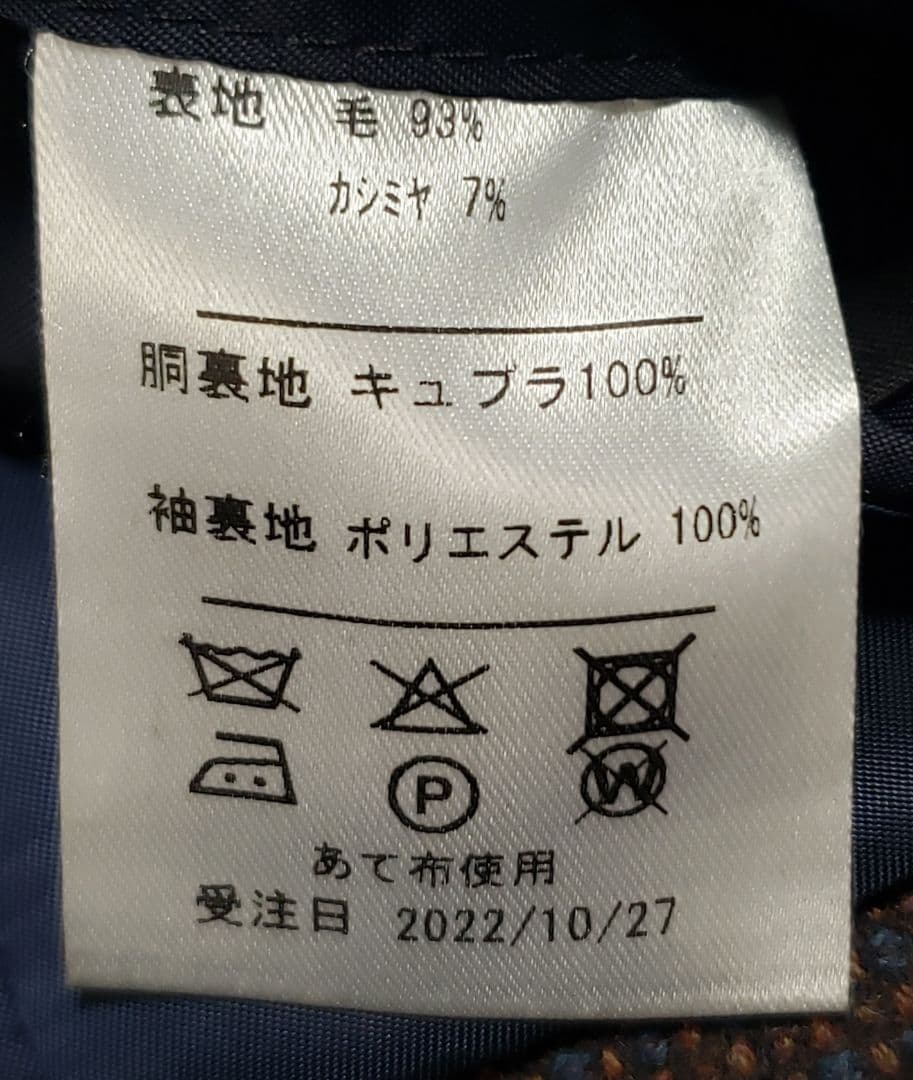 表地 毛 93%
カシミヤ 7%
胴裏地 キュプラ100%
袖裏地 ポリエステル 100%
P
W
あて布使用
受注日 2022/10/27